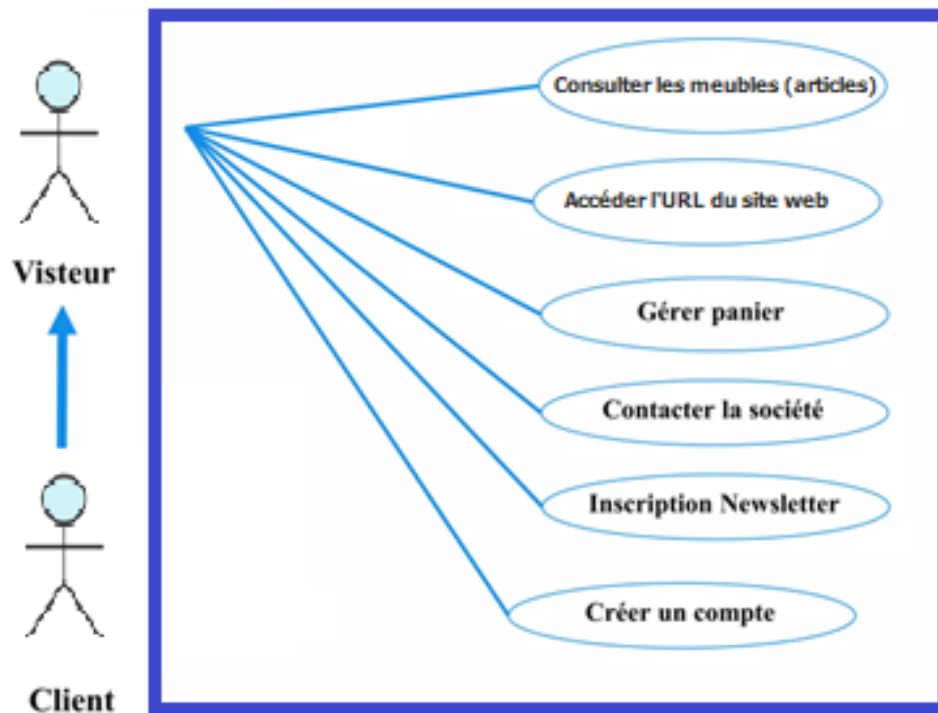 Consulter les meubles (articles)
Accéder l'URL du site web
Visteur
Gérer panier
Contacter la société
Inscription Newsletter
Créer un compte
Client